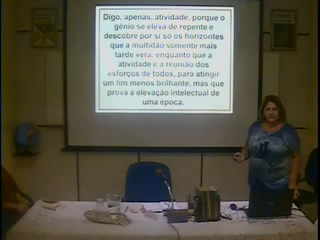 Digo, apenas, atividade, porque o
gênio se eleva de repente e
descobre por si só os horizontes
que a multidão somente mais
tarde verá, enquanto que a
atividade é a reunião dos
esforços de todos, para atingir
um fim menos brilhante, mas que
prova a elevação intelectual de
uma época.